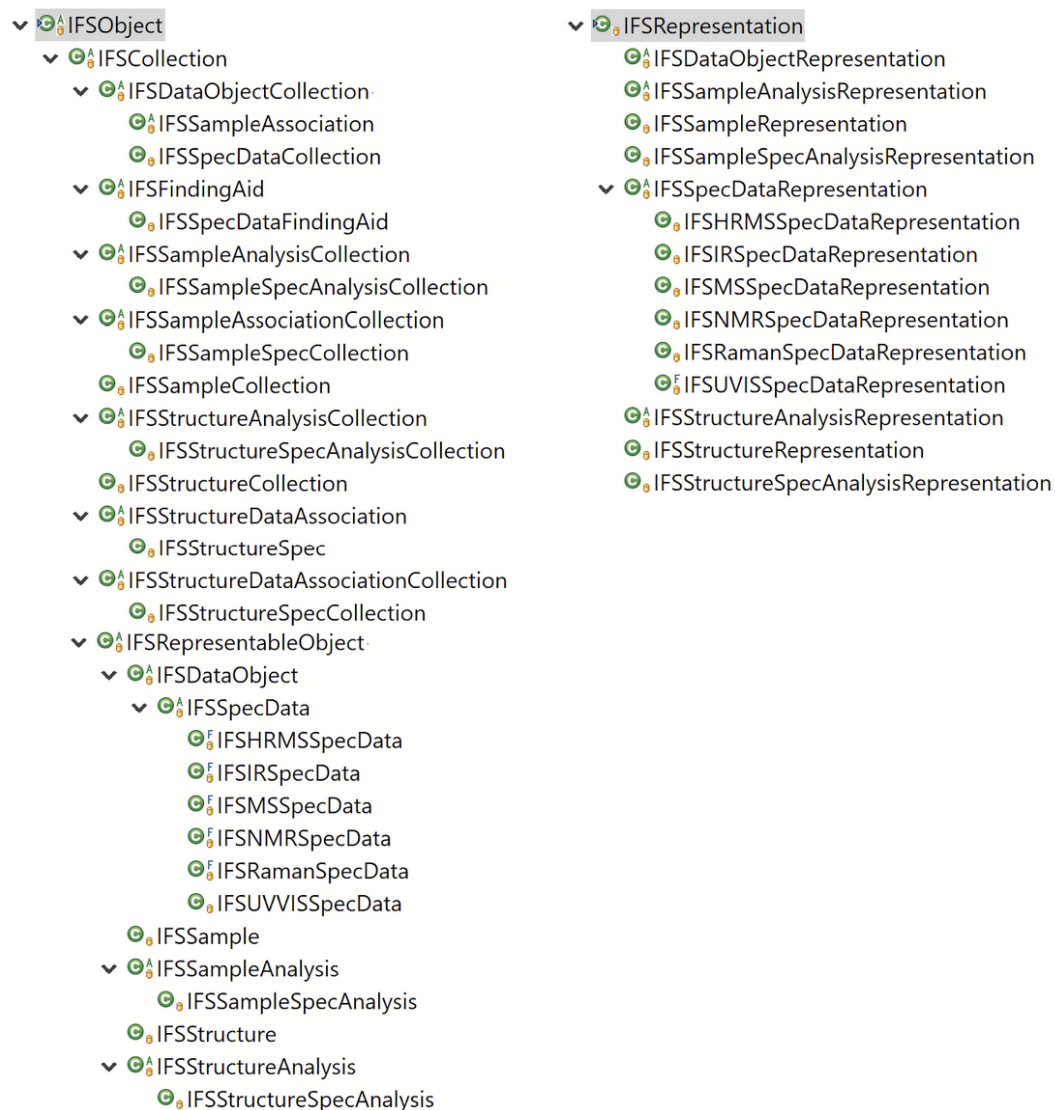 IFSObject
IFSCollection
IFSDataObjectCollection
IFSSampleAssociation
IFSSpecDataCollection
IFSFindingAid
IFSSpecDataFindingAid
IFSSampleAnalysisCollection
IFSSampleSpecAnalysisCollection
IFSSampleAssociationCollection
IFSSampleSpecCollection
IFSSampleCollection
IFSStructureAnalysisCollection
IFSStructureSpecAnalysisCollection
IFSStructureCollection
IFSStructureDataAssociation
IFSStructureSpec
IFSStructureDataAssociationCollection
IFSStructureSpecCollection
IFSRepresentableObject
IFSDataObject
IFSSpecData
IFSHRMSSpecData
IFSIRSpecData
IFSMSSpecData
IFSNMRSpecData
IFSRamanSpecData
IFSUVVISSpecData
IFSSample
IFSSampleAnalysis
IFSSampleSpecAnalysis
IFSStructure
IFSStructureAnalysis
IFSStructureSpecAnalysis
IFSRepresentation
IFSDataObjectRepresentation
IFSSampleAnalysisRepresentation
IFSSampleRepresentation
IFSSampleSpecAnalysisRepresentation
IFSSpecDataRepresentation
IFSHRMSSpecDataRepresentation
IFSIRSpecDataRepresentation
IFSMSSpecDataRepresentation
IFSNMRSpecDataRepresentation
IFSRamanSpecDataRepresentation
IFSUVISSpecDataRepresentation
IFSStructureAnalysisRepresentation
IFSStructureRepresentation
IFSStructureSpecAnalysisRepresentation